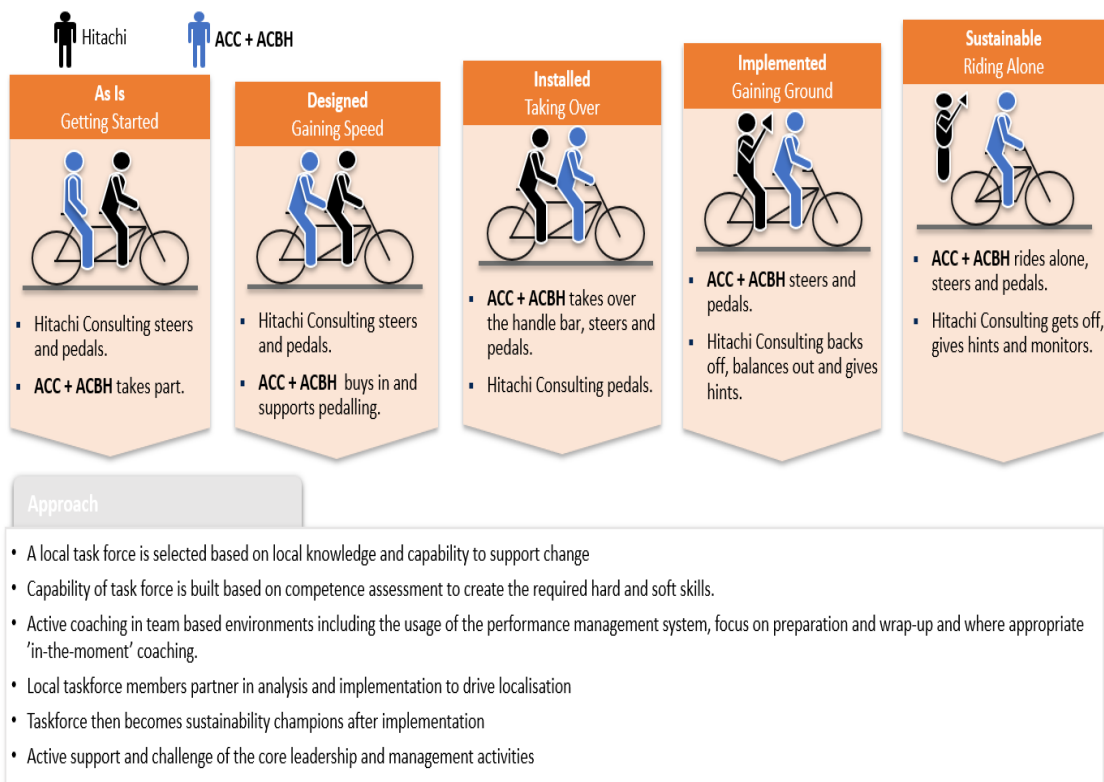 Hitachi
ACC + ACBH
As Is
Getting Started
▪ Hitachi Consulting steers
and pedals.
▪ ACC + ACBH takes part.
Designed
Gaining Speed
▪ Hitachi Consulting steers
and pedals.
▪ ACC + ACBH buys in and
supports pedalling.
Installed
Taking Over
▪ ACC + ACBH takes over
the handle bar, steers and
pedals.
▪ Hitachi Consulting pedals.
Implemented
Gaining Ground
▪ ACC + ACBH steers and
pedals.
▪ Hitachi Consulting backs
off, balances out and gives
hints.
Sustainable
Riding Alone
▪ ACC + ACBH rides alone,
steers and pedals.
▪ Hitachi Consulting gets off,
gives hints and monitors.
Approach
• A local task force is selected based on local knowledge and capability to support change
• Capability of task force is built based on competence assessment to create the required hard and soft skills.
• Active coaching in team based environments including the usage of the performance management system, focus on preparation and wrap-up and where appropriate
'in-the-moment' coaching.
• Local taskforce members partner in analysis and implementation to drive localisation
• Taskforce then becomes sustainability champions after implementation
• Active support and challenge of the core leadership and management activities